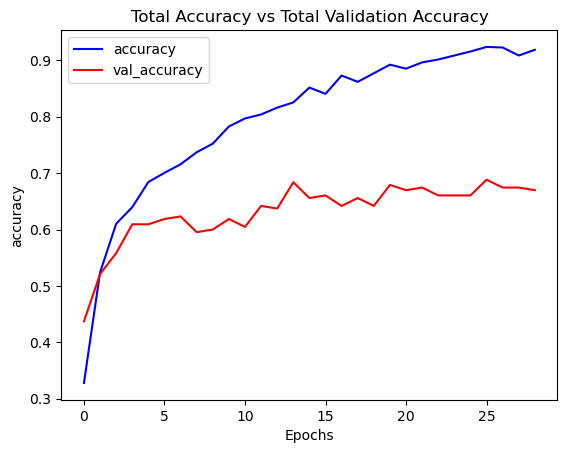 Total Accuracy vs Total Validation Accuracy
accuracy
val_accuracy
0.9
0.8
0.7
0.6
0.5
0.4
0.3
accuracy
0 5 10 15 20 25
Epochs